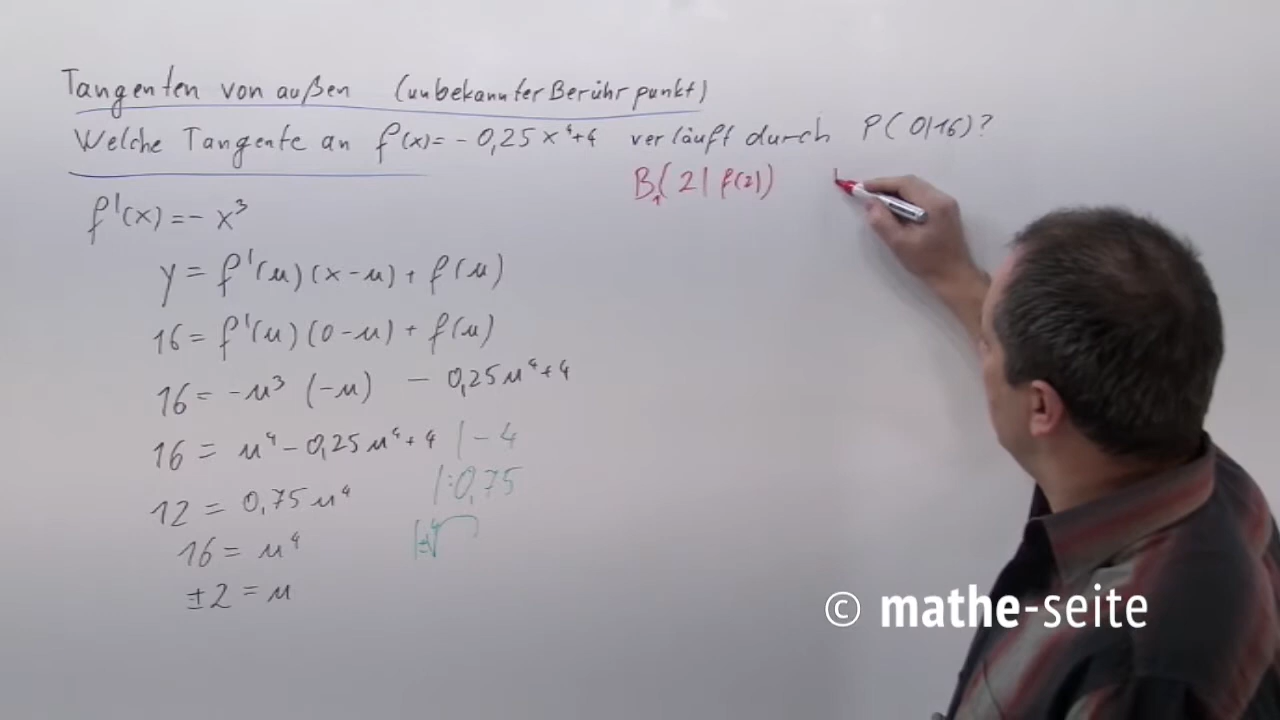 Tangenten von außen (unbekannter Berührpunkt)
Welche Tangente an f(x)=-0,25x⁴+4 verläuft durch P(0|16)?
B₁(2|f(2))
f'(x)=-x³
y=f'(u)(x-u)+f(u)
16=f'(u)(0-u)+f(u)
16=-u³(-u) -0,25u⁴+4
16=u⁴-0,25u⁴+4 |-4
12=0,75u⁴ |:0,75
16=u⁴ |±⁴√
±2=u
© mathe-seite